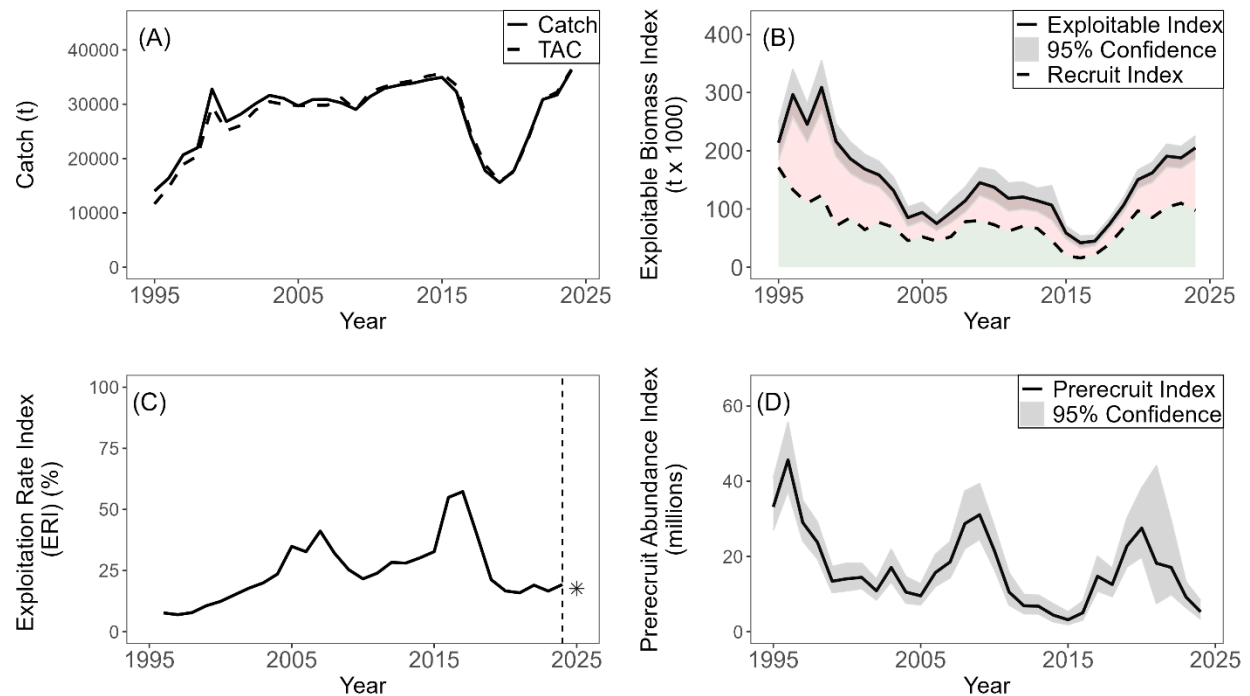 (A)
Catch
TAC
Catch (t)
40000
30000
20000
10000
0
1995
2005
2015
2025
Year
(B)
Exploitable Index
95% Confidence
Recruit Index
Exploitable Biomass Index
(t x 1000)
400
300
200
100
0
1995
2005
2015
2025
Year
(C)
Exploitation Rate Index
(ERI) (%)
100
75
50
25
0
1995
2005
2015
2025
Year
(D)
Prerecruit Index
95% Confidence
Prerecruit Abundance Index
(millions)
60
40
20
0
1995
2005
2015
2025
Year